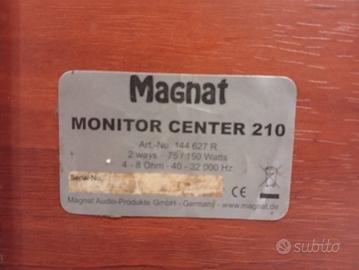 Magnat
MONITOR CENTER 210
Art.-No. 144 627 R
2 ways - 75 / 150 Watts
4 - 8 Ohm - 40 - 32 000 Hz
Serial-No.:
CE
Magnat Audio-Produkte GmbH - Germany - www.magnat.de
subito